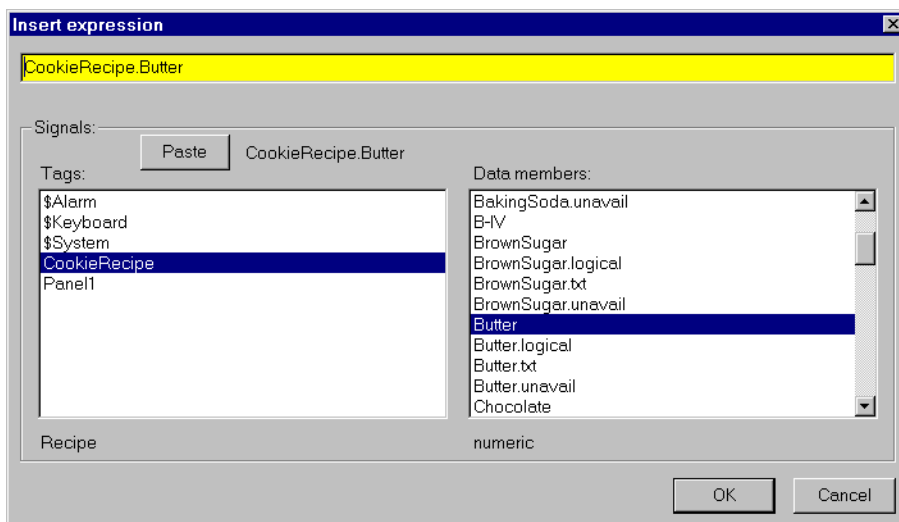 Insert expression
CookieRecipe.Butter
Signals:
Paste
CookieRecipe.Butter
Tags:
Data members:
$Alarm
$Keyboard
$System
CookieRecipe
Panel1
BakingSoda.unavail
B-IV
BrownSugar
BrownSugar.logical
BrownSugar.txt
BrownSugar.unavail
Butter
Butter.logical
Butter.txt
Butter.unavail
Chocolate
Recipe
numeric
OK
Cancel